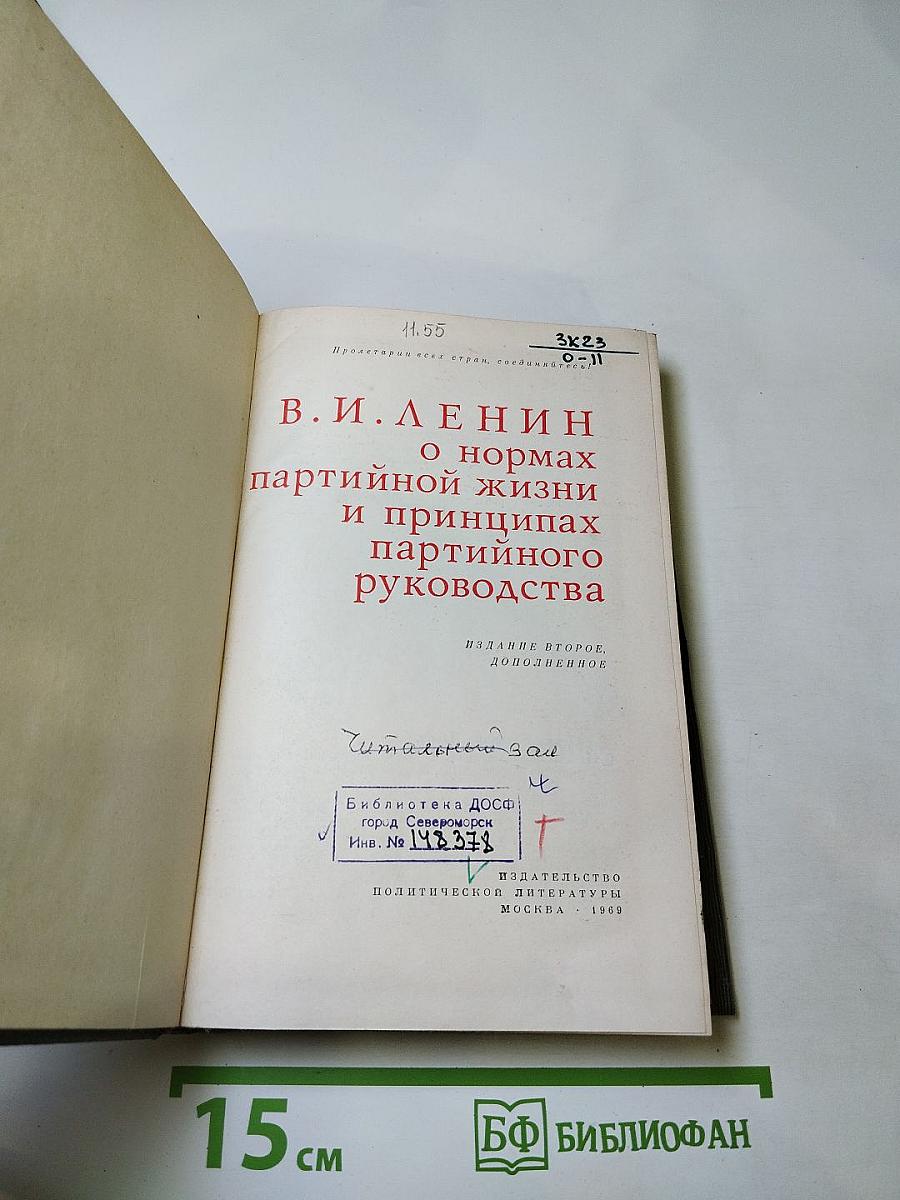 11.55
3К23
0-11
Пролетарии всех стран, соединяйтесь!
В. И. ЛЕНИН
о нормах
партийной жизни
и принципах
партийного
руководства
ИЗДАНИЕ ВТОРОЕ,
ДОПОЛНЕННОЕ
Читальный зал
Библиотека ДОСФ
город Североморск
Инв. № 148378
ИЗДАТЕЛЬСТВО
ПОЛИТИЧЕСКОЙ ЛИТЕРАТУРЫ
МОСКВА · 1969
15 см
БФ БИБЛИОФАН